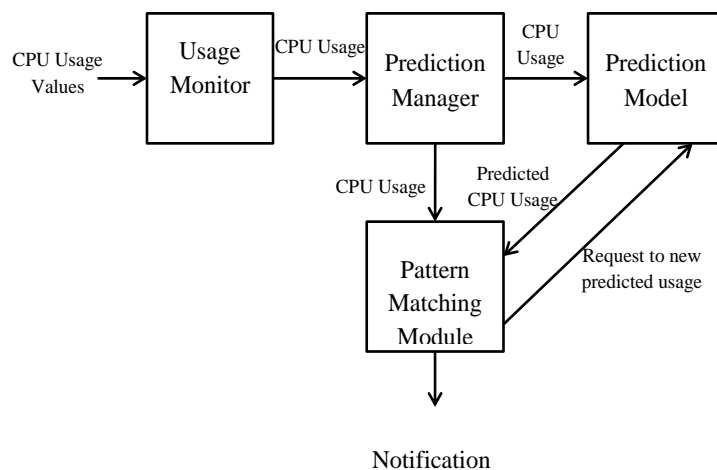 CPU Usage
Values
Usage
Monitor
CPU Usage
Prediction
Manager
CPU
Usage
Prediction
Model
CPU Usage
Predicted
CPU Usage
Pattern
Matching
Module
Request to new
predicted usage
Notification